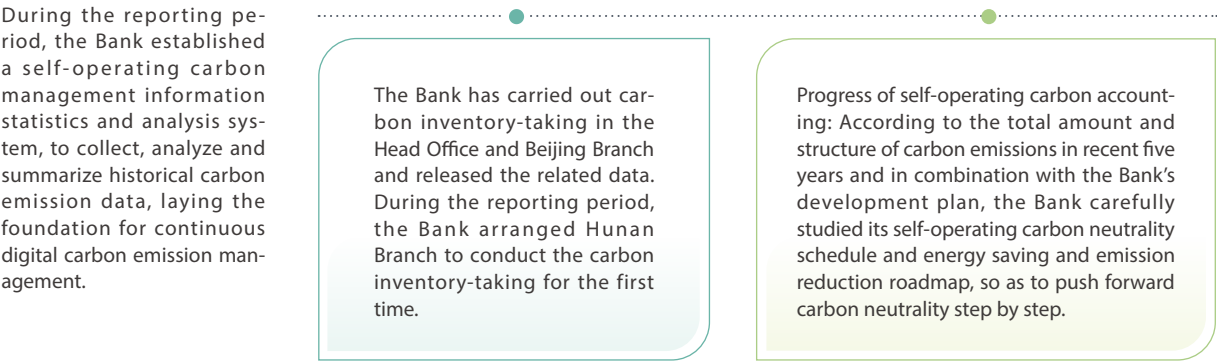 During the reporting pe-
riod, the Bank established
a self-operating carbon
management information
statistics and analysis sys-
tem, to collect, analyze and
summarize historical carbon
emission data, laying the
foundation for continuous
digital carbon emission man-
agement.
The Bank has carried out car-
bon inventory-taking in the
Head Office and Beijing Branch
and released the related data.
During the reporting period,
the Bank arranged Hunan
Branch to conduct the carbon
inventory-taking for the first
time.
Progress of self-operating carbon account-
ing: According to the total amount and
structure of carbon emissions in recent five
years and in combination with the Bank's
development plan, the Bank carefully
studied its self-operating carbon neutrality
schedule and energy saving and emission
reduction roadmap, so as to push forward
carbon neutrality step by step.